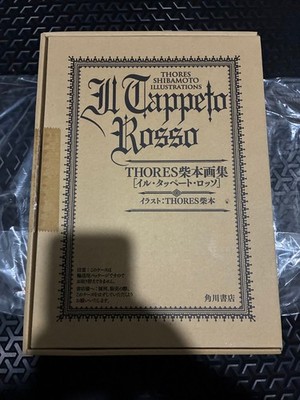 THORES
SHIBAMOTO
ILLUSTRATIONS
Il Tappeto
Rosso
THORES柴本画集
[イル・タッペート・ロッソ]
イラスト:THORES柴本
角川書店